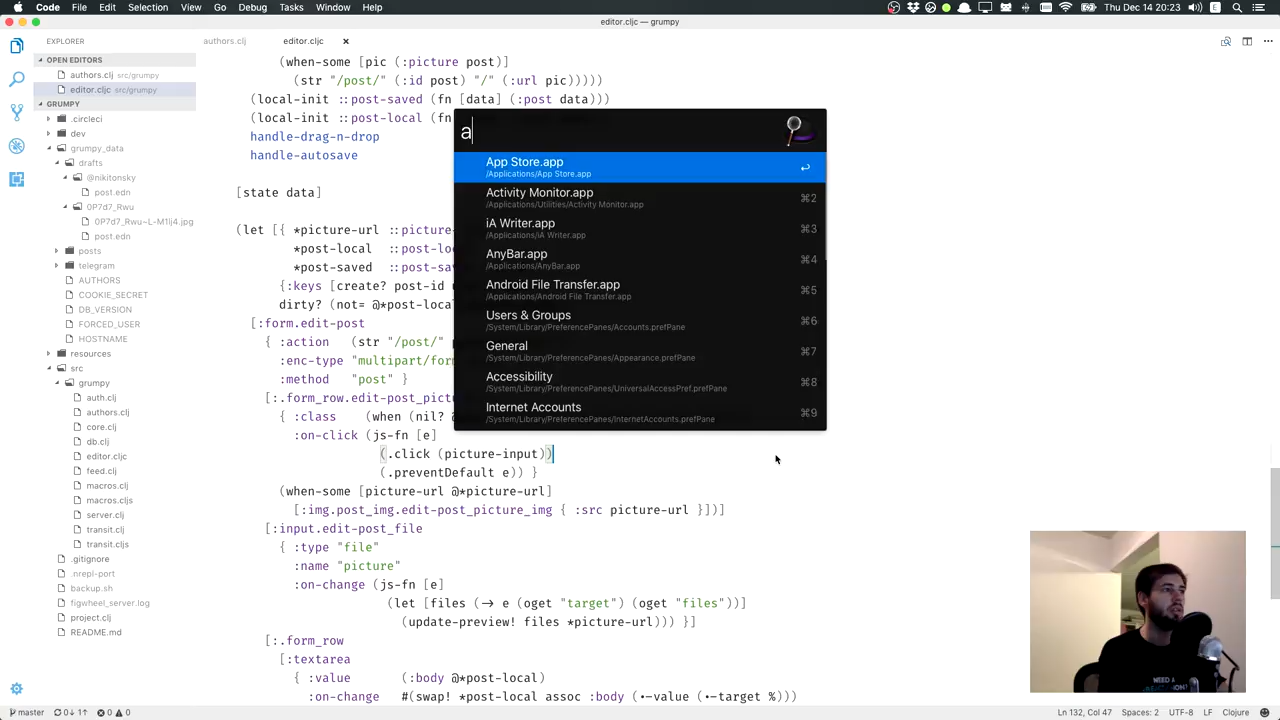 Code File Edit Selection View Go Debug Window Help
editor.cljc — grumpy
100%
Thu Dec 14 20:23
EXPLORER
OPEN EDITORS
authors.clj src/grumpy
editor.cljc src/grumpy
GRUMPY
.circleci
dev
grumpy_data
drafts
@nikitonsky
post.edn
0P7d7_Rwu
0P7d7_Rwu~L-M1lj4.jpg
post.edn
posts
telegram
AUTHORS
COOKIE_SECRET
DB_VERSION
FORCED_USER
HOSTNAME
resources
src
grumpy
auth.clj
authors.clj
core.clj
db.clj
editor.cljc
feed.clj
macros.clj
macros.cljs
server.clj
transit.clj
transit.cljs
.gitignore
.nrepl-port
backup.sh
figwheel_server.log
project.clj
README.md
authors.clj
editor.cljc
(when-some [pic (:picture post)]
(str "/post/" (:id post) "/" (:url pic)))))
(local-init ::post-saved (fn [data] (:post data)))
(local-init ::post-local (fn
handle-drag-n-drop
handle-autosave
[state data]
(let [{ *picture-url ::picture-
*post-local ::post-loc
*post-saved ::post-sav
{:keys [create? post-id
dirty? (not= @*post-local
[:form.edit-post
{ :action (str "/post/"
:enc-type "multipart/form
:method "post" }
[:.form_row.edit-post_pictu
{ :class (when (nil?
:on-click (js-fn [e]
(.click (picture-input))
(.preventDefault e)) }
(when-some [picture-url @*picture-url]
[:img.post_img.edit-post_picture_img { :src picture-url }])]
[:input.edit-post_file
{ :type "file"
:name "picture"
:on-change (js-fn [e]
(let [files (-> e (oget "target") (oget "files"))]
(update-preview! files *picture-url))) }]
[:.form_row
[:textarea
{ :value (:body @*post-local)
:on-change #(swap! *post-local assoc :body (.-value (.-target %)))
a
App Store.app
/Applications/App Store.app
↩
Activity Monitor.app
/Applications/Utilities/Activity Monitor.app
⌘2
iA Writer.app
/Applications/iA Writer.app
⌘3
AnyBar.app
/Applications/AnyBar.app
⌘4
Android File Transfer.app
/Applications/Android File Transfer.app
⌘5
Users & Groups
/System/Library/PreferencePanes/Accounts.prefPane
⌘6
General
/System/Library/PreferencePanes/Appearance.prefPane
⌘7
Accessibility
/System/Library/PreferencePanes/UniversalAccessPref.prefPane
⌘8
Internet Accounts
/System/Library/PreferencePanes/InternetAccounts.prefPane
⌘9
master 0↓ 1↑ 0 0
Ln 132, Col 47 Spaces: 2 UTF-8 LF Clojure